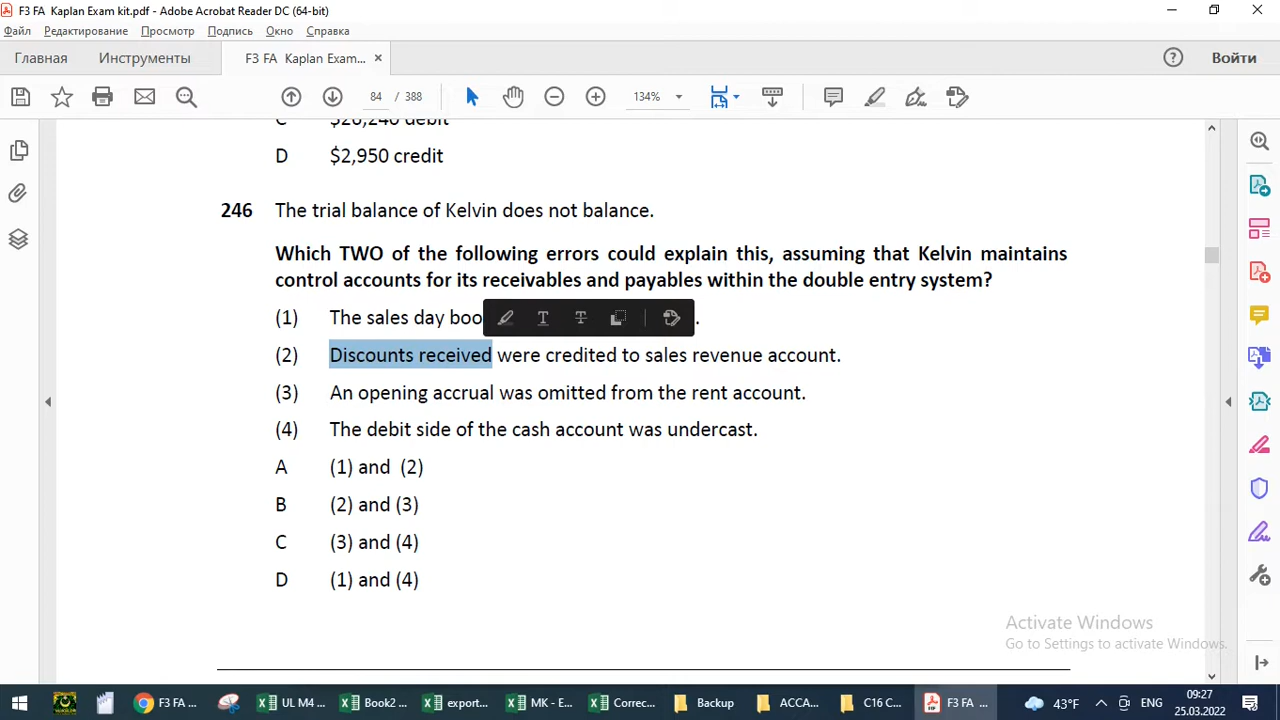 F3 FA Kaplan Exam kit.pdf - Adobe Acrobat Reader DC (64-bit)
Файл Редактирование Просмотр Подпись Окно Справка
Главная Инструменты F3 FA Kaplan Exam... × Войти
84 / 388 134%
C $26,240 debit
D $2,950 credit
246 The trial balance of Kelvin does not balance.
Which TWO of the following errors could explain this, assuming that Kelvin maintains
control accounts for its receivables and payables within the double entry system?
(1) The sales day boo .
(2) Discounts received were credited to sales revenue account.
(3) An opening accrual was omitted from the rent account.
(4) The debit side of the cash account was undercast.
A (1) and (2)
B (2) and (3)
C (3) and (4)
D (1) and (4)
Activate Windows
Go to Settings to activate Windows.
F3 FA ... UL M4 ... Book2 ... export... MK - E... Correc... Backup ACCA... C16 C... F3 FA ... 43°F ENG 09:27
25.03.2022